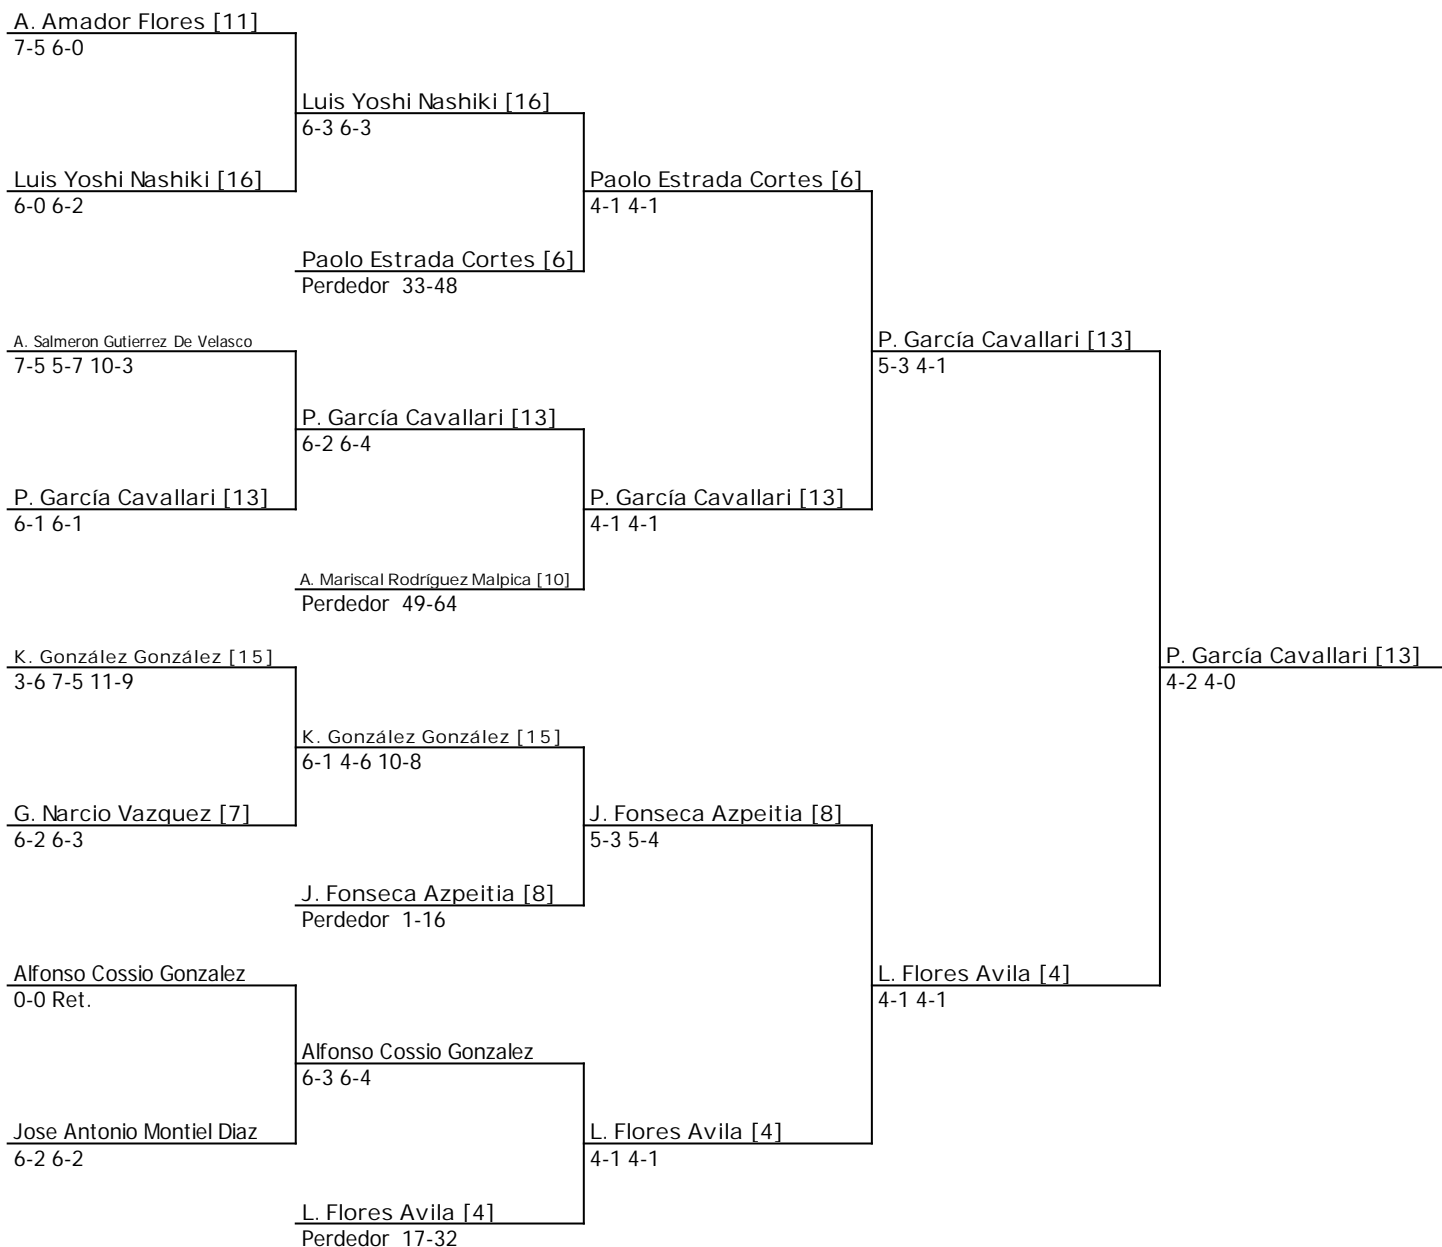 A. Amador Flores [11]
7-5 6-0
Luis Yoshi Nashiki [16]
6-3 6-3
Luis Yoshi Nashiki [16]
6-0 6-2
Paolo Estrada Cortes [6]
4-1 4-1
Paolo Estrada Cortes [6]
Perdedor 33-48
A. Salmeron Gutierrez De Velasco
7-5 5-7 10-3
P. García Cavallari [13]
5-3 4-1
P. García Cavallari [13]
6-2 6-4
P. García Cavallari [13]
6-1 6-1
P. García Cavallari [13]
4-1 4-1
A. Mariscal Rodríguez Malpica [10]
Perdedor 49-64
K. González González [15]
3-6 7-5 11-9
P. García Cavallari [13]
4-2 4-0
K. González González [15]
6-1 4-6 10-8
G. Narcio Vazquez [7]
6-2 6-3
J. Fonseca Azpeitia [8]
5-3 5-4
J. Fonseca Azpeitia [8]
Perdedor 1-16
Alfonso Cossio Gonzalez
0-0 Ret.
L. Flores Avila [4]
4-1 4-1
Alfonso Cossio Gonzalez
6-3 6-4
Jose Antonio Montiel Diaz
6-2 6-2
L. Flores Avila [4]
4-1 4-1
L. Flores Avila [4]
Perdedor 17-32